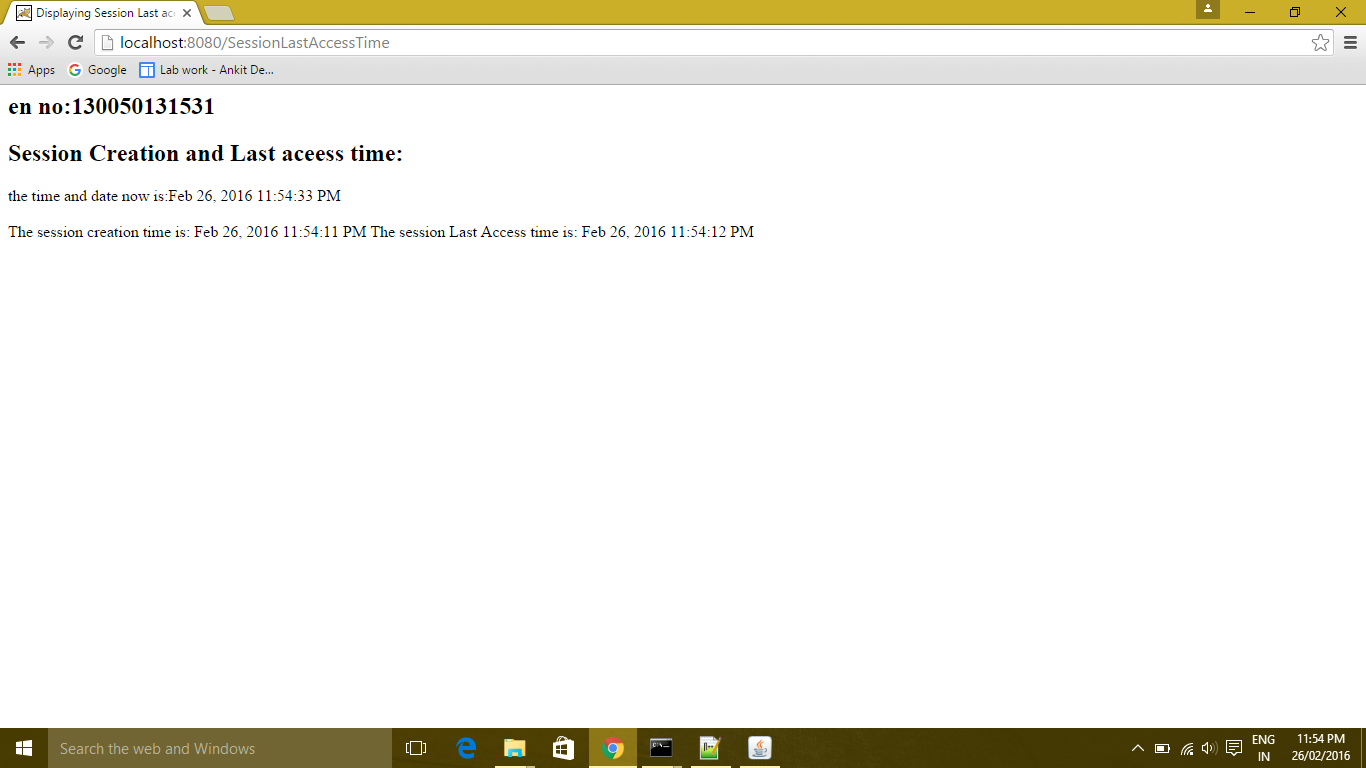 Displaying Session Last ac
localhost:8080/SessionLastAccessTime
Apps Google Lab work - Ankit De...
en no:130050131531
Session Creation and Last aceess time:
the time and date now is:Feb 26, 2016 11:54:33 PM
The session creation time is: Feb 26, 2016 11:54:11 PM The session Last Access time is: Feb 26, 2016 11:54:12 PM
Search the web and Windows
ENG
IN
11:54 PM
26/02/2016